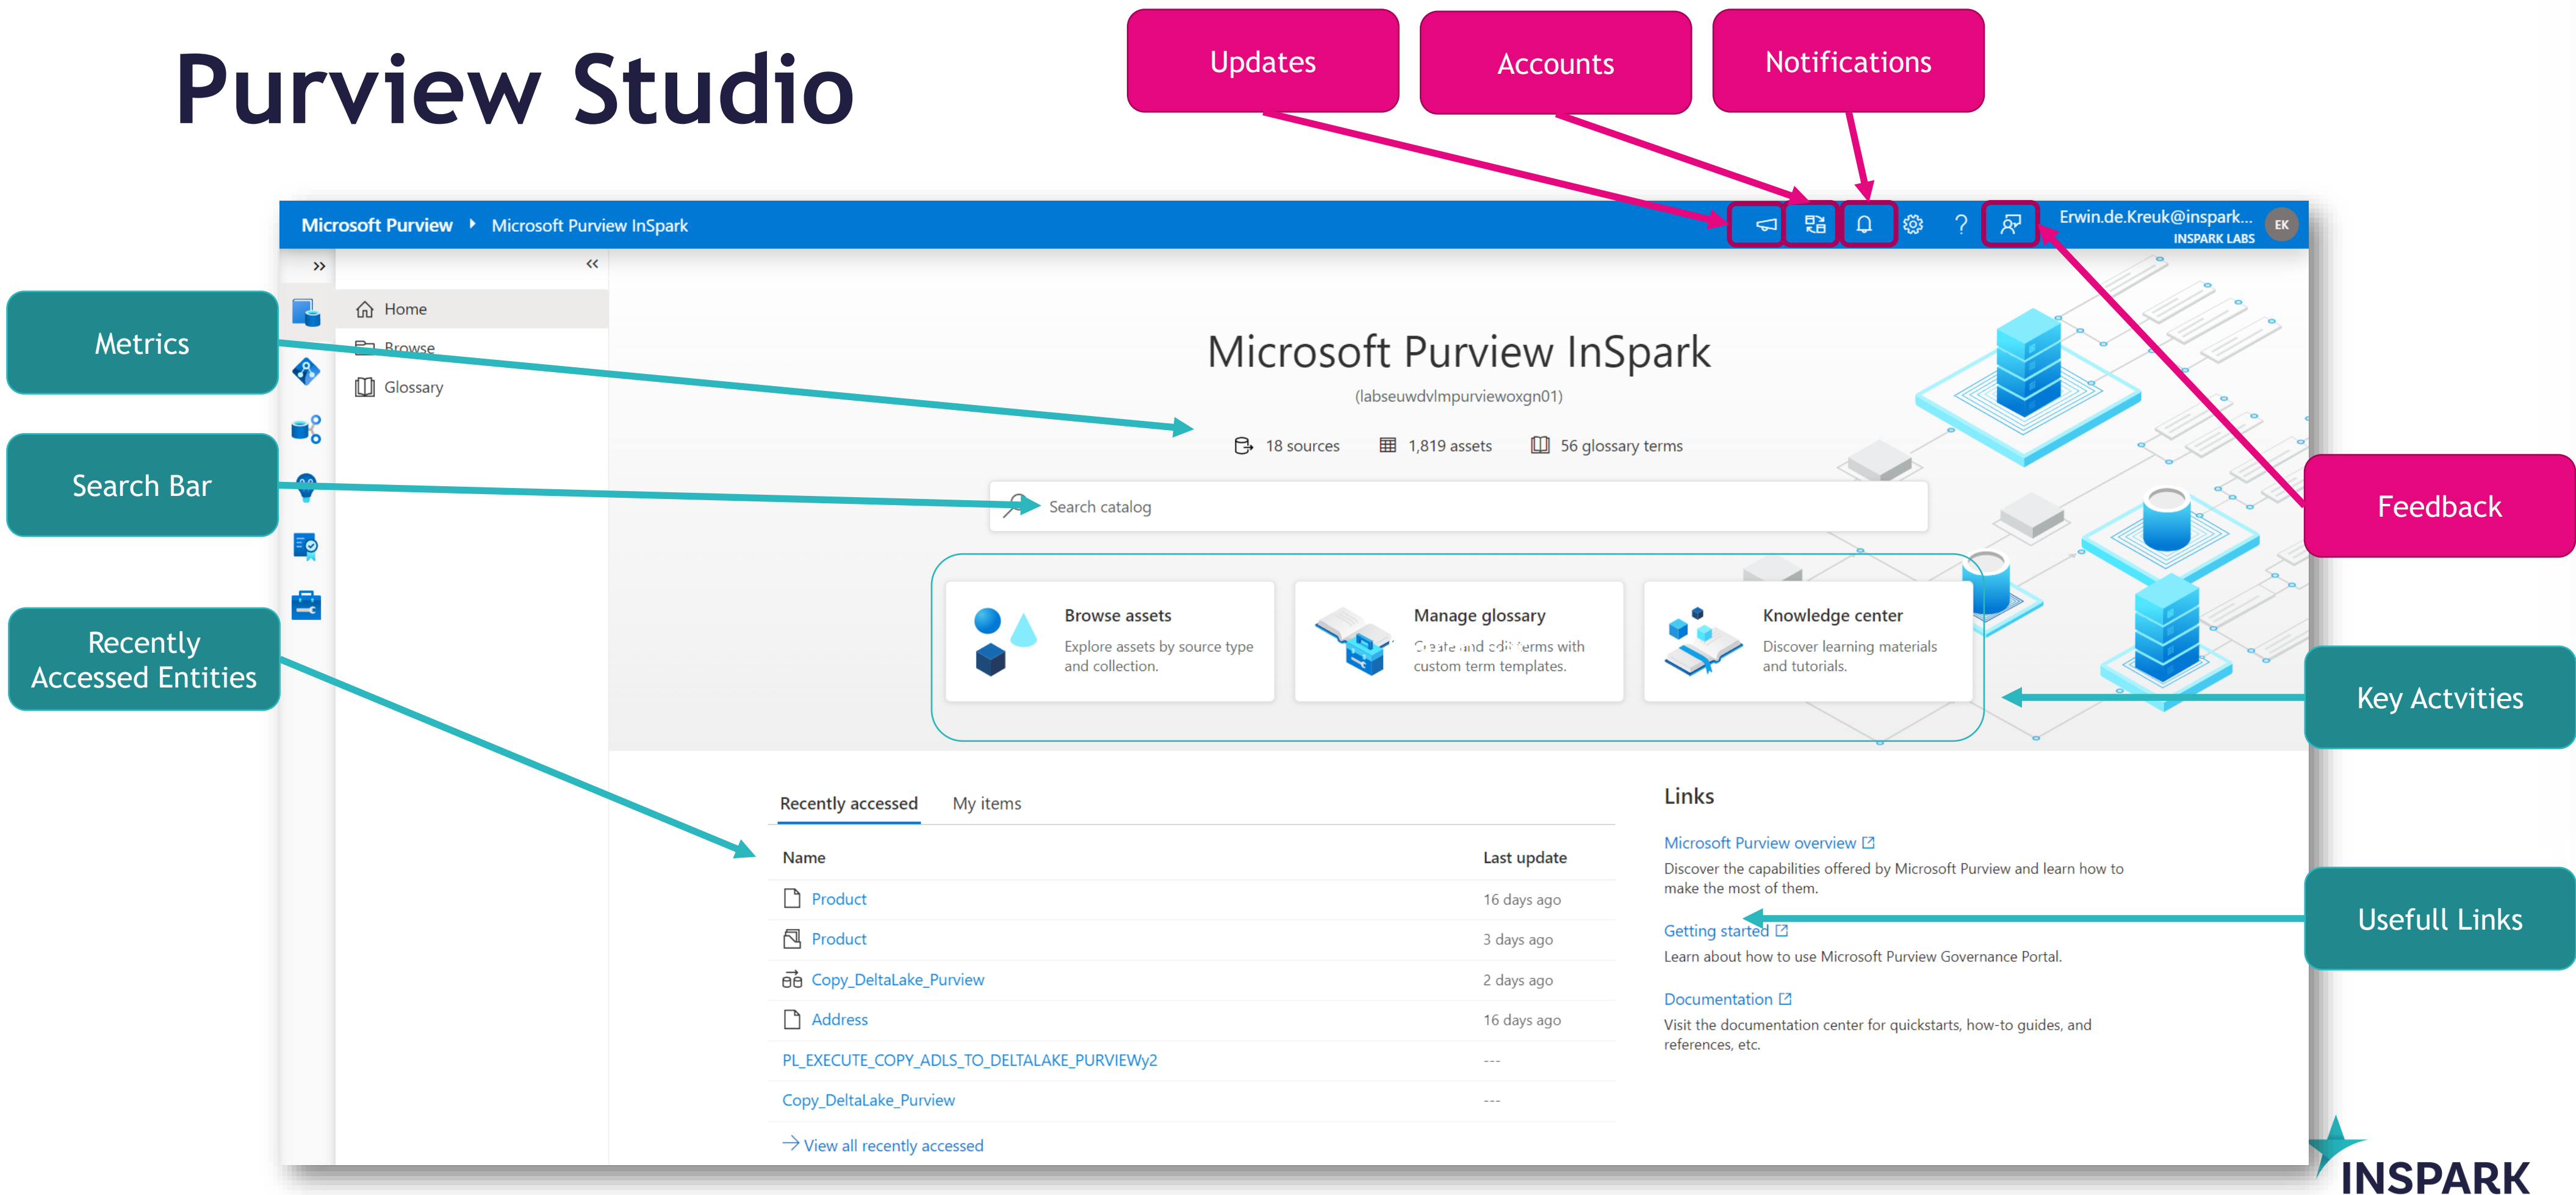 Purview Studio
Updates
Accounts
Notifications
Microsoft Purview
Microsoft Purview InSpark
Erwin.de.Kreuk@inspark...
INSPARK LABS
EK
Metrics
Search Bar
Recently
Accessed Entities
Home
Browse
Glossary
Microsoft Purview InSpark
(labseuwdvlmpurviewoxgn01)
18 sources
1,819 assets
56 glossary terms
Search catalog
Browse assets
Explore assets by source type
and collection.
Manage glossary
Create and edit terms with
custom term templates.
Knowledge center
Discover learning materials
and tutorials.
Feedback
Key Actvities
Usefull Links
Recently accessed
My items
Name Last update
Product 16 days ago
Product 3 days ago
Copy_DeltaLake_Purview 2 days ago
Address 16 days ago
PL_EXECUTE_COPY_ADLS_TO_DELTALAKE_PURVIEWy2 ---
Copy_DeltaLake_Purview ---
View all recently accessed
Links
Microsoft Purview overview
Discover the capabilities offered by Microsoft Purview and learn how to
make the most of them.
Getting started
Learn about how to use Microsoft Purview Governance Portal.
Documentation
Visit the documentation center for quickstarts, how-to guides, and
references, etc.
INSPARK